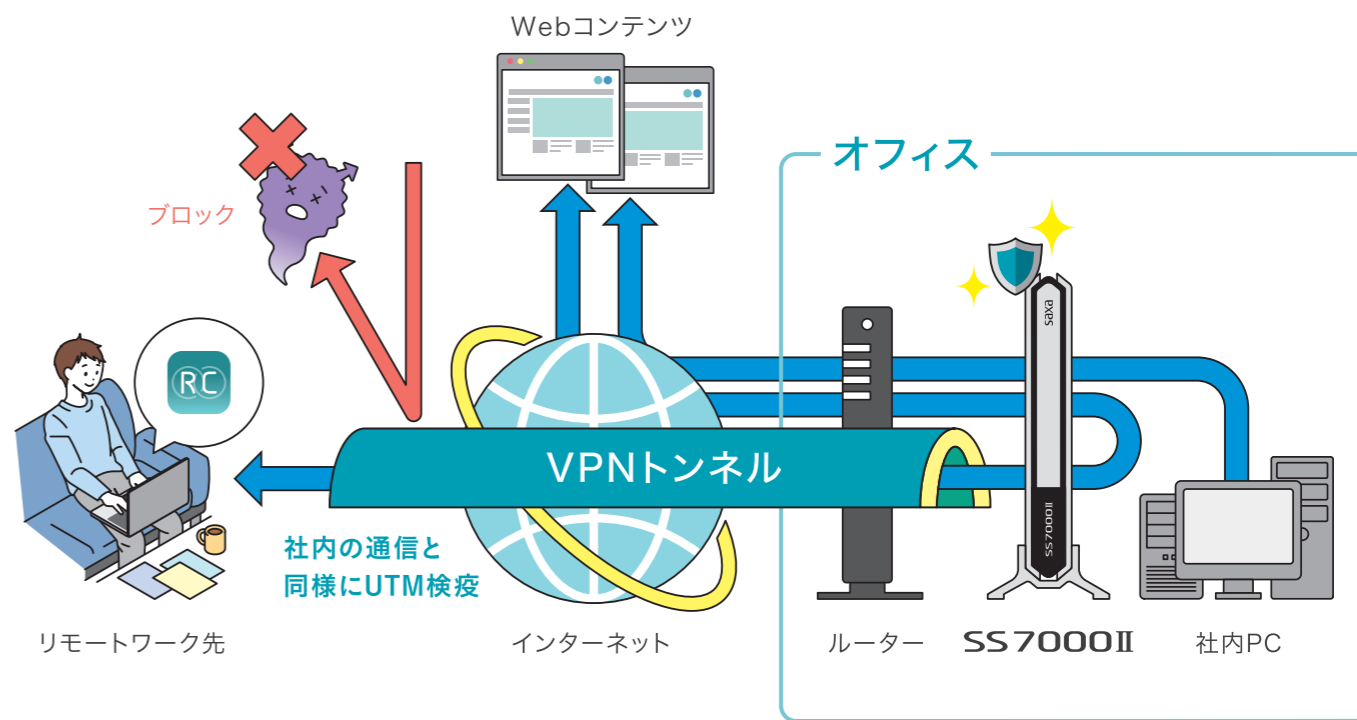 Webコンテンツ
オフィス
ブロック
RC
saxa
SS7000II
VPNトンネル
社内の通信と
同様にUTM検疫
リモートワーク先
インターネット
ルーター
SS7000II
社内PC